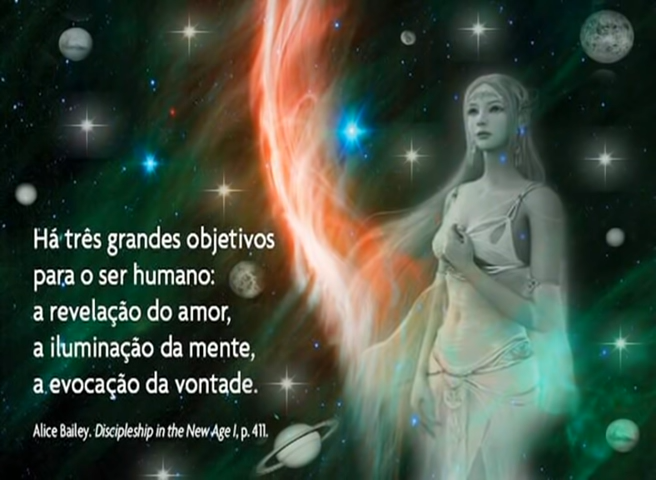 Há três grandes objetivos
para o ser humano:
a revelação do amor,
a iluminação da mente,
a evocação da vontade.
Alice Bailey. Discipleship in the New Age I, p. 411.